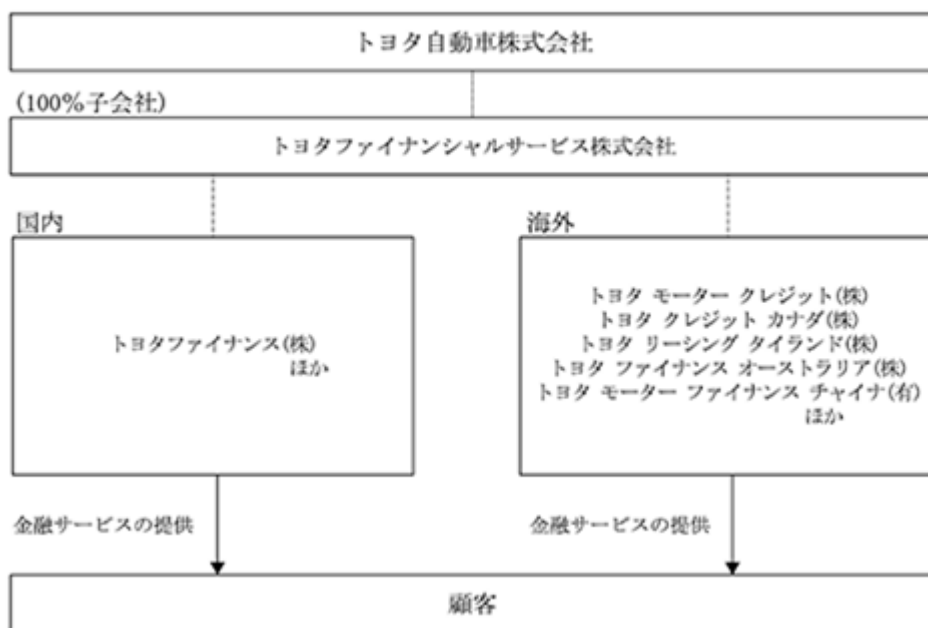 トヨタ自動車株式会社
(100%子会社)
トヨタファイナンシャルサービス株式会社
国内
トヨタファイナンス(株)
ほか
海外
トヨタ モーター クレジット(株)
トヨタ クレジット カナダ(株)
トヨタ リーシング タイランド(株)
トヨタ ファイナンス オーストラリア(株)
トヨタ モーター ファイナンス チャイナ(有)
ほか
金融サービスの提供
金融サービスの提供
顧客